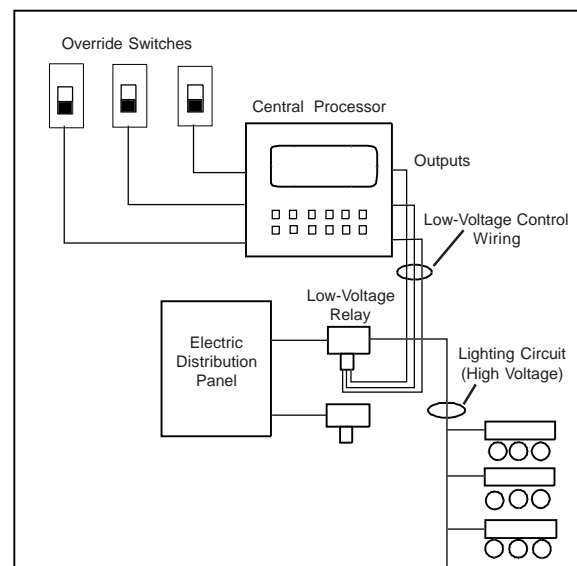 Override Switches
Central Processor
Outputs
Low-Voltage Control
Wiring
Low-Voltage
Relay
Electric
Distribution
Panel
Lighting Circuit
(High Voltage)